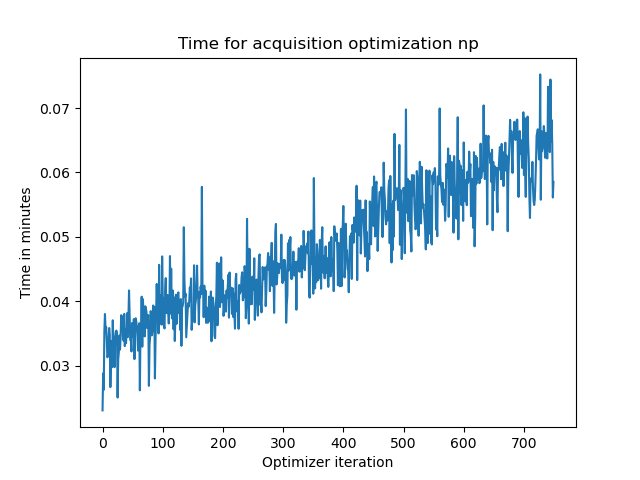 Time for acquisition optimization np
Time in minutes
0.07
0.06
0.05
0.04
0.03
0 100 200 300 400 500 600 700
Optimizer iteration